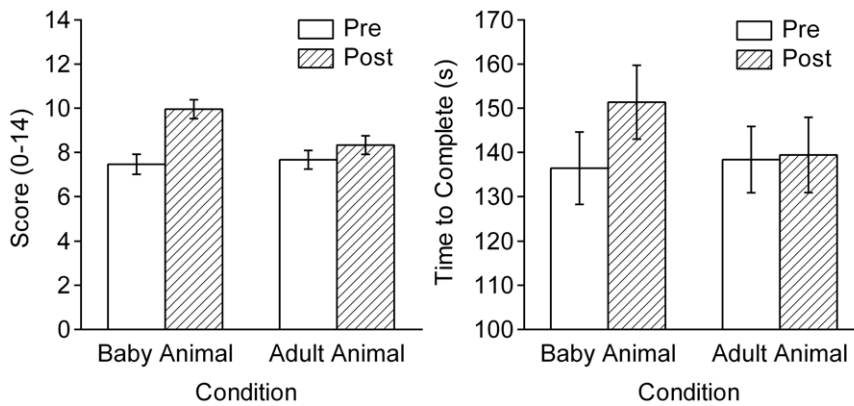 14
12
10
8
6
4
2
0
Score (0-14)
Pre
Post
Baby Animal
Adult Animal
Condition
170
160
150
140
130
120
110
100
Time to Complete (s)
Pre
Post
Baby Animal
Adult Animal
Condition